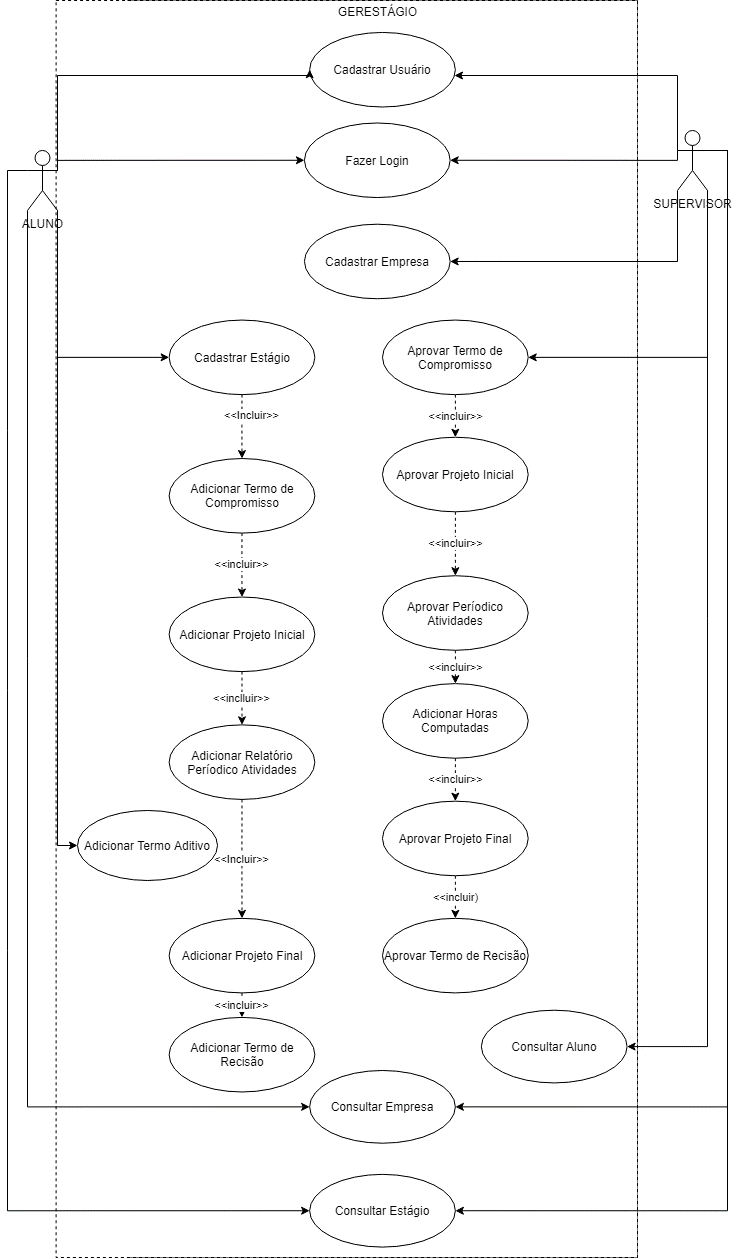 GERESTÁGIO
Cadastrar Usuário
Fazer Login
ALUNO
SUPERVISOR
Cadastrar Empresa
Cadastrar Estágio
Aprovar Termo de
Compromisso
<<Incluir>>
<<incluir>>
Adicionar Termo de
Compromisso
Aprovar Projeto Inicial
<<incluir>>
<<incluir>>
Adicionar Projeto Inicial
Aprovar Períodico
Atividades
<<incluir>>
<<incluir>>
Adicionar Relatório
Períodico Atividades
Adicionar Horas
Computadas
<<incluir>>
Adicionar Termo Aditivo
Aprovar Projeto Final
<<Incluir>>
<<incluir)
Adicionar Projeto Final
Aprovar Termo de Recisão
<<incluir>>
Adicionar Termo de
Recisão
Consultar Aluno
Consultar Empresa
Consultar Estágio